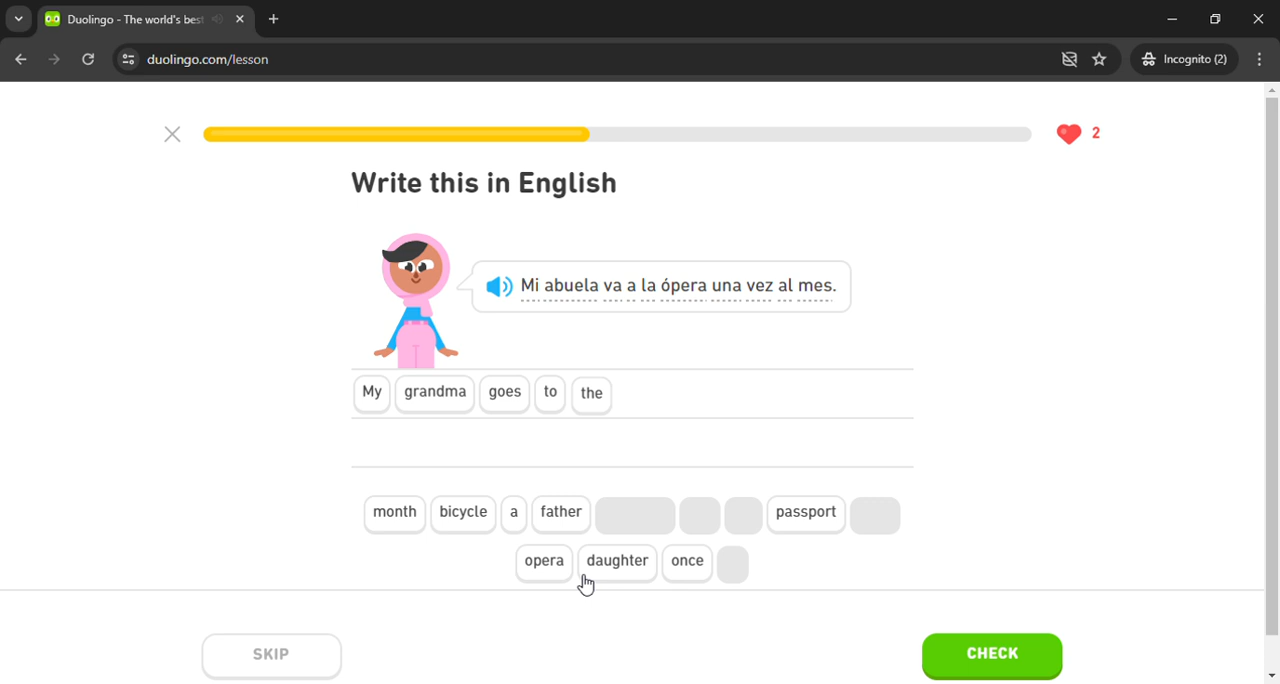 Duolingo - The world's best
duolingo.com/lesson
Incognito (2)
2
Write this in English
Mi abuela va a la ópera una vez al mes.
My grandma goes to the
month bicycle a father passport
opera daughter once
SKIP
CHECK